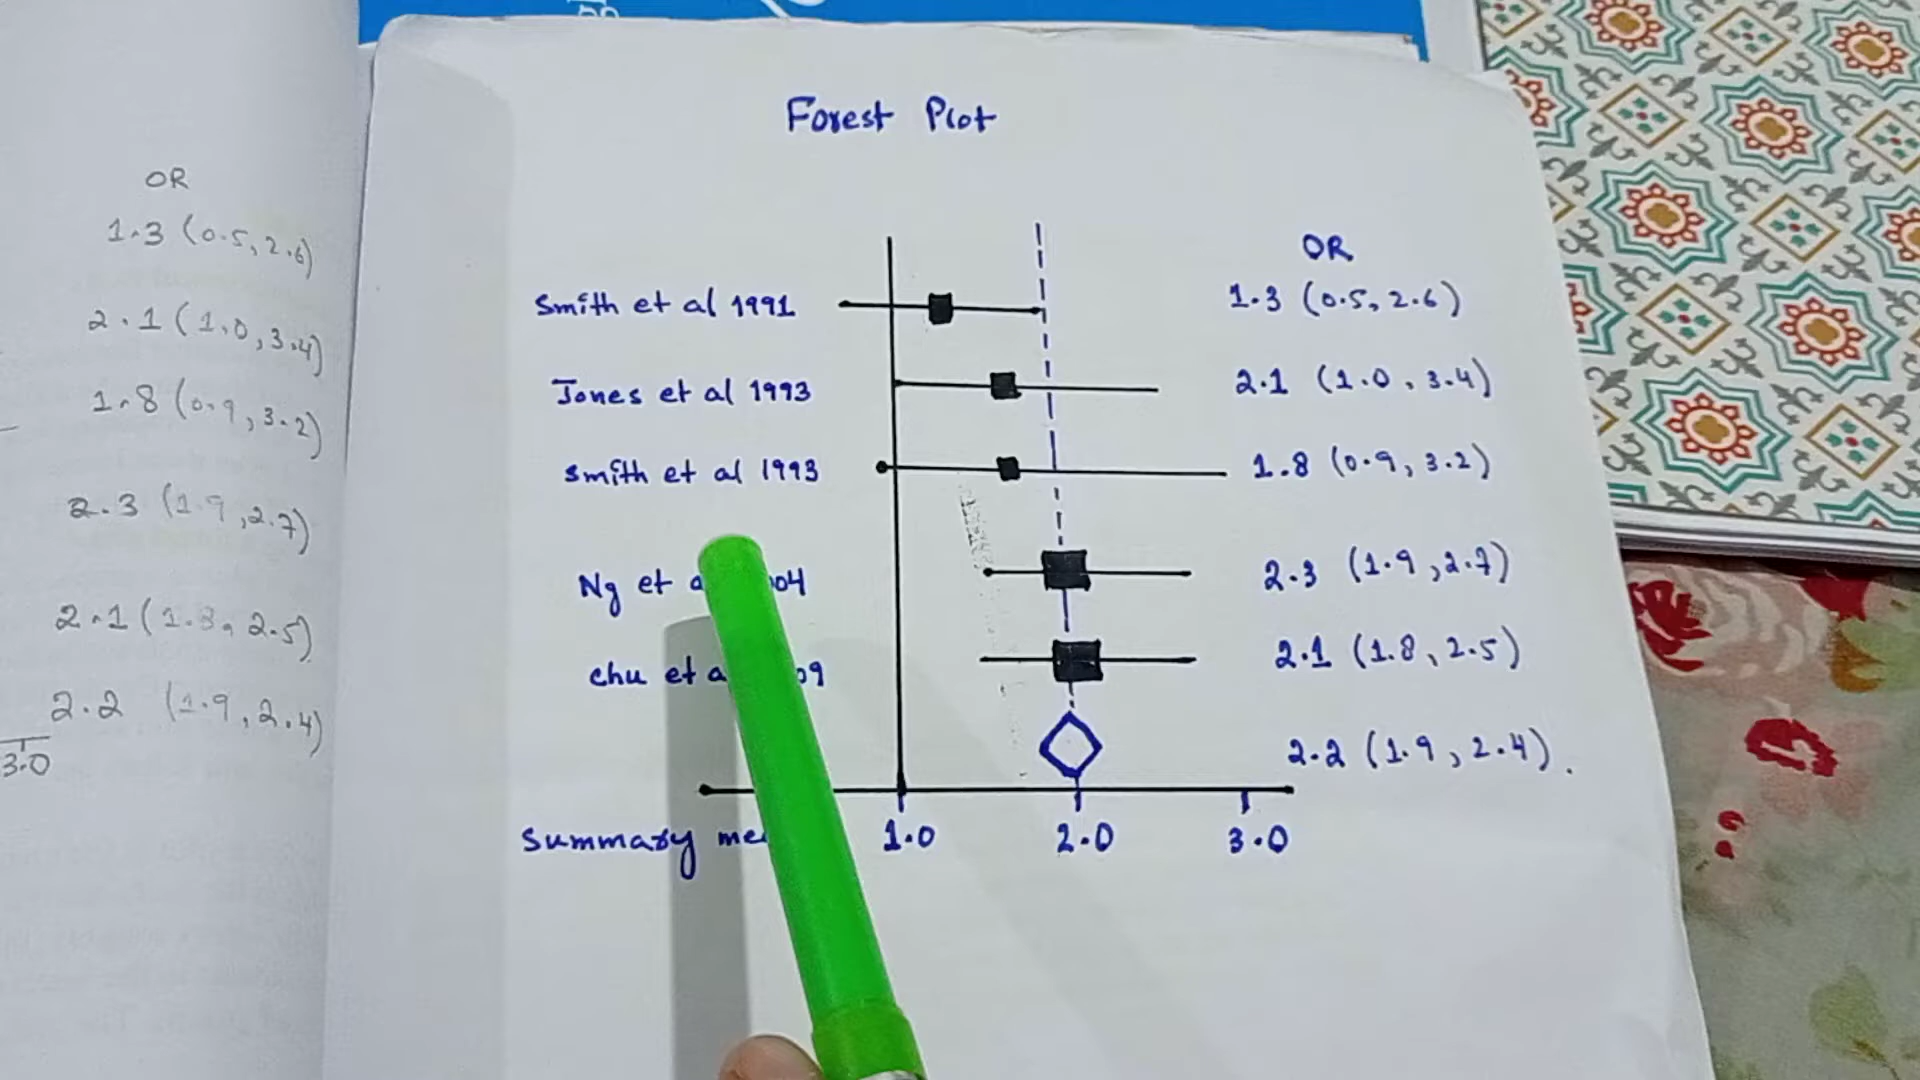 OR
1.3 (0.5, 2.6)
2.1 (1.0, 3.4)
1.8 (0.9, 3.2)
2.3 (1.9, 2.7)
2.1 (1.8, 2.5)
2.2 (1.9, 2.4)
3.0
Forest Plot
OR
Smith et al 1991 1.3 (0.5, 2.6)
Jones et al 1993 2.1 (1.0, 3.4)
Smith et al 1993 1.8 (0.9, 3.2)
Ng et 04 2.3 (1.9, 2.7)
chu et 09 2.1 (1.8, 2.5)
2.2 (1.9, 2.4).
Summary 1.0 2.0 3.0